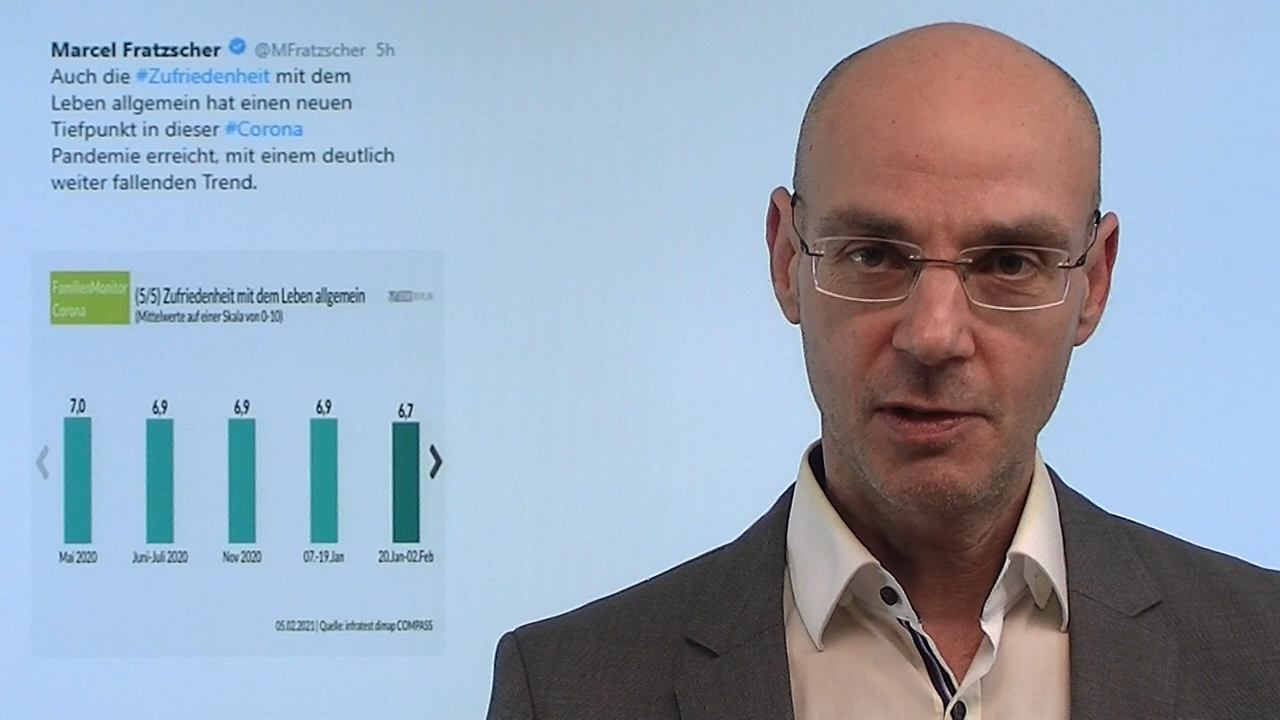 Marcel Fratzscher @MFratzscher 5h
Auch die #Zufriedenheit mit dem
Leben allgemein hat einen neuen
Tiefpunkt in dieser #Corona
Pandemie erreicht, mit einem deutlich
weiter fallenden Trend.
FamilienMonitor
Corona
(5/5) Zufriedenheit mit dem Leben allgemein
(Mittelwerte auf einer Skala von 0-10)
BERLIN
7,0 6,9 6,9 6,9 6,7
Mai 2020 Juni-Juli 2020 Nov 2020 07.-19.Jan 20.Jan-02.Feb
05.02.2021 | Quelle: infratest dimap COMPASS